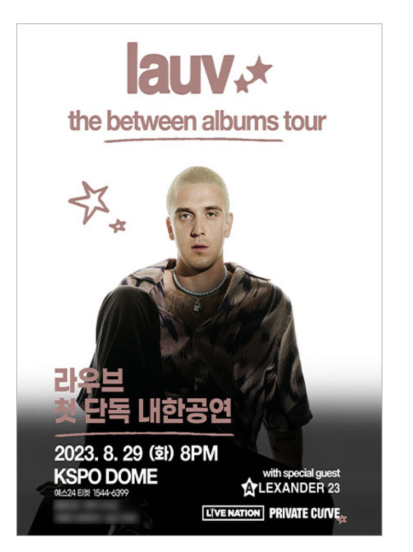 lauv
the between albums tour
라우브
첫 단독 내한공연
2023. 8. 29 (화) 8PM
KSPO DOME
예스24 티켓 1544-6399
with special guest
ALEXANDER 23
LIVE NATION PRIVATE CURVE